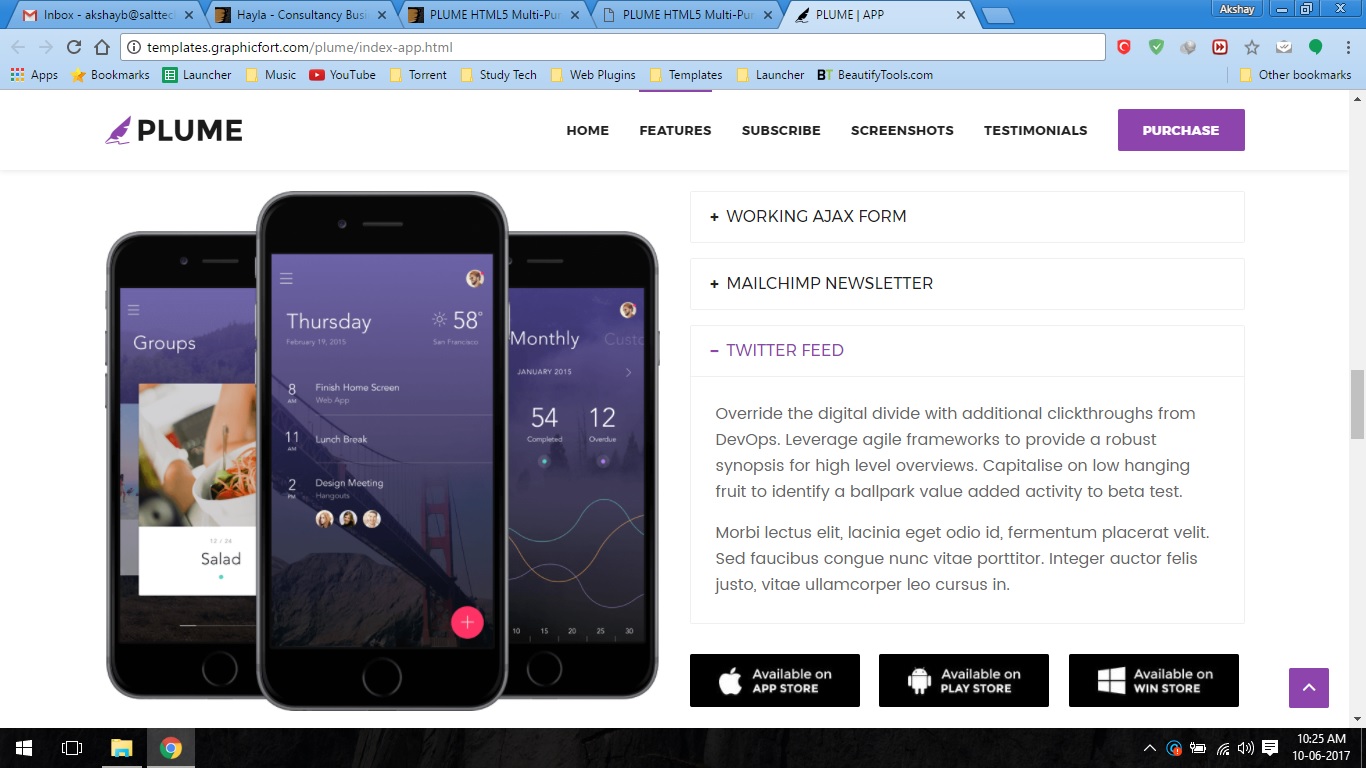 Inbox - akshayb@salttec
Hayla - Consultancy Busi
PLUME HTML5 Multi-Pur
PLUME HTML5 Multi-Pur
PLUME | APP
Akshay
templates.graphicfort.com/plume/index-app.html
Apps
Bookmarks
Launcher
Music
YouTube
Torrent
Study Tech
Web Plugins
Templates
Launcher
BT BeautifyTools.com
Other bookmarks
PLUME
HOME
FEATURES
SUBSCRIBE
SCREENSHOTS
TESTIMONIALS
PURCHASE
Groups
12 / 24
Salad
Thursday
February 19, 2015
58°
San Francisco
8 AM
Finish Home Screen
Web App
11 AM
Lunch Break
2 PM
Design Meeting
Hangouts
+
Monthly
Custo
JANUARY 2015
54
Completed
12
Overdue
10 15 20 25 30
+ WORKING AJAX FORM
+ MAILCHIMP NEWSLETTER
– TWITTER FEED
Override the digital divide with additional clickthroughs from
DevOps. Leverage agile frameworks to provide a robust
synopsis for high level overviews. Capitalise on low hanging
fruit to identify a ballpark value added activity to beta test.
Morbi lectus elit, lacinia eget odio id, fermentum placerat velit.
Sed faucibus congue nunc vitae porttitor. Integer auctor felis
justo, vitae ullamcorper leo cursus in.
Available on
APP STORE
Available on
PLAY STORE
Available on
WIN STORE
10:25 AM
10-06-2017